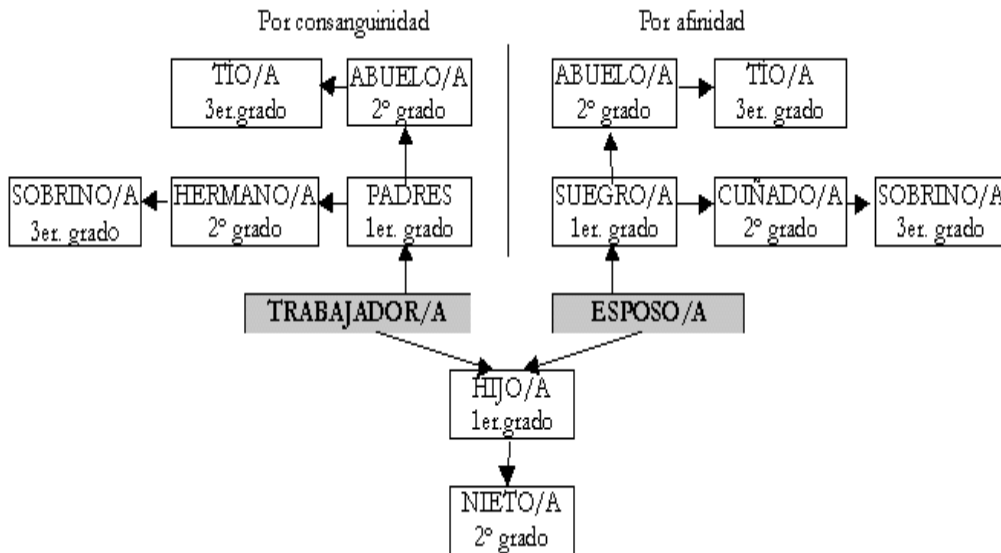 Por consanguinidad
Por afinidad
TÍO/A
3er.grado
ABUELO/A
2º grado
ABUELO/A
2º grado
TÍO/A
3er.grado
SOBRINO/A
3er. grado
HERMANO/A
2º grado
PADRES
1er. grado
SUEGRO/A
1er. grado
CUÑADO/A
2º grado
SOBRINO/A
3er. grado
TRABAJADOR/A
ESPOSO/A
HIJO/A
1er.grado
NIETO/A
2º grado